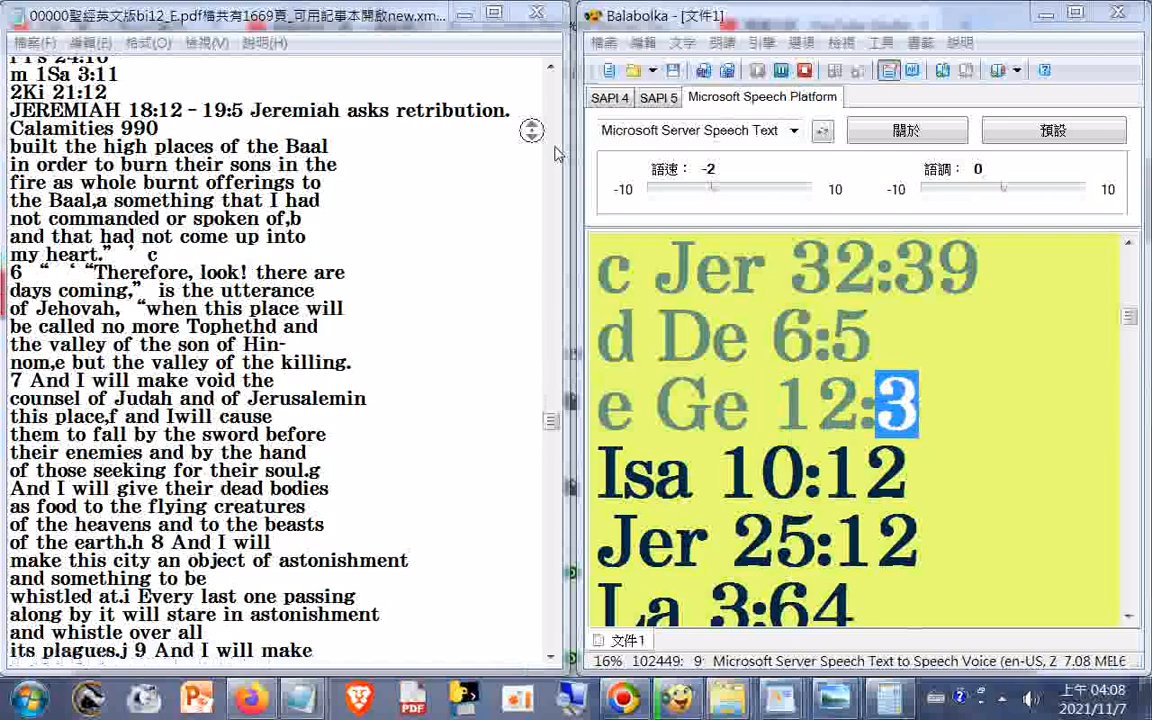 00000聖經英文版bi12_E.pdf檔共有1669頁_可用記事本開啟new.xm...
檔案(F) 編輯(E) 格式(O) 檢視(V) 說明(H)
m 1Sa 3:11
2Ki 21:12
JEREMIAH 18:12 – 19:5 Jeremiah asks retribution.
Calamities 990
built the high places of the Baal
in order to burn their sons in the
fire as whole burnt offerings to
the Baal,a something that I had
not commanded or spoken of,b
and that had not come up into
my heart.” ’ c
6 “ ‘ “Therefore, look! there are
days coming,” is the utterance
of Jehovah, “when this place will
be called no more Tophethd and
the valley of the son of Hin-
nom,e but the valley of the killing.
7 And I will make void the
counsel of Judah and of Jerusalemin
this place,f and Iwill cause
them to fall by the sword before
their enemies and by the hand
of those seeking for their soul.g
And I will give their dead bodies
as food to the flying creatures
of the heavens and to the beasts
of the earth.h 8 And I will
make this city an object of astonishment
and something to be
whistled at.i Every last one passing
along by it will stare in astonishment
and whistle over all
its plagues.j 9 And I will make
Balabolka - [文件1]
檔案 編輯 文字 朗讀 引擎 選項 檢視 工具 書籤 說明
SAPI 4 SAPI 5 Microsoft Speech Platform
Microsoft Server Speech Text 關於 預設
語速： -2 語調： 0
-10 10 -10 10
c Jer 32:39
d De 6:5
e Ge 12:3
Isa 10:12
Jer 25:12
La 3:64
文件1
16% 102449: 9: Microsoft Server Speech Text to Speech Voice (en-US, Z 7.08 MEL6
PDF
上午 04:08
2021/11/7